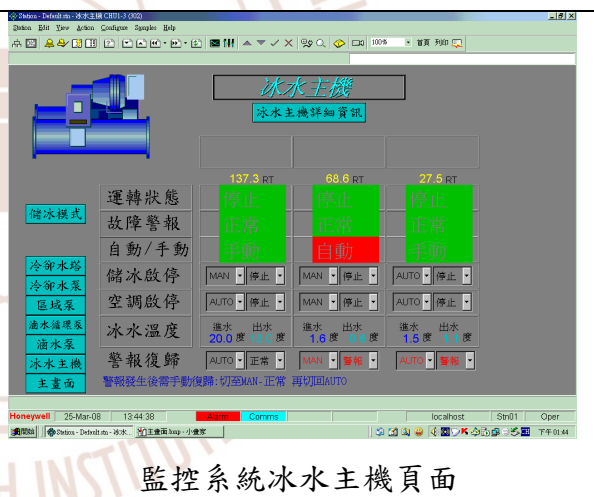 Station - Default.stn - 冰水主機 CHU1-3 (302)
Station Edit View Action Configure Samples Help
100% 首頁 列印
冰水主機
冰水主機詳細資訊
137.3 RT 68.6 RT 27.5 RT
運轉狀態 停止 停止 停止
儲冰模式
故障警報 正常 正常 正常
自動/手動 手動 自動 手動
冷卻水塔
儲冰啟停 MAN 停止 MAN 停止 AUTO 停止
冷卻水泵
空調啟停 AUTO 停止 MAN 停止 AUTO 停止
區域泵
滷水循環泵
冰水溫度 進水 出水 進水 出水 進水 出水
20.0 度 度 1.6 度 度 1.5 度 度
滷水泵
冰水主機
警報復歸 AUTO 正常 MAN 警報 AUTO 警報
主畫面
警報發生後需手動復歸:切至MAN-正常 再切回AUTO
Honeywell 25-Mar-08 13:44:38 Alarm Comms localhost Stn01 Oper
開始 Station - Default.stn - 冰水... 主畫面.bmp - 小畫家 下午 01:44
監控系統冰水主機頁面
INSTITU